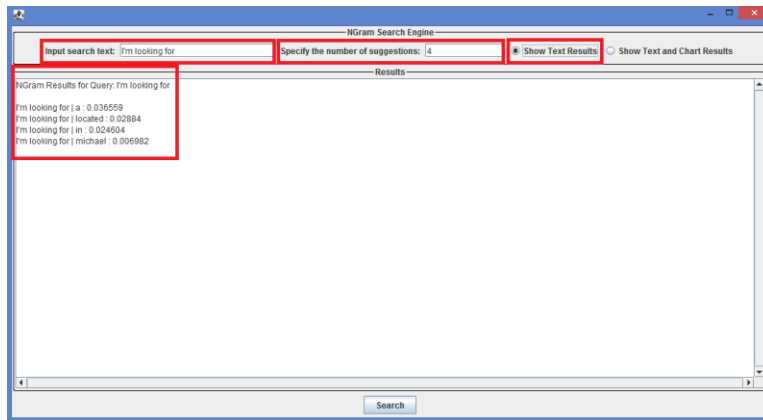 NGram Search Engine
Input search text: I'm looking for Specify the number of suggestions: 4 Show Text Results Show Text and Chart Results
Results
NGram Results for Query: I'm looking for
I'm looking for | a : 0.036559
I'm looking for | located : 0.02884
I'm looking for | in : 0.024604
I'm looking for | michael : 0.006982
Search